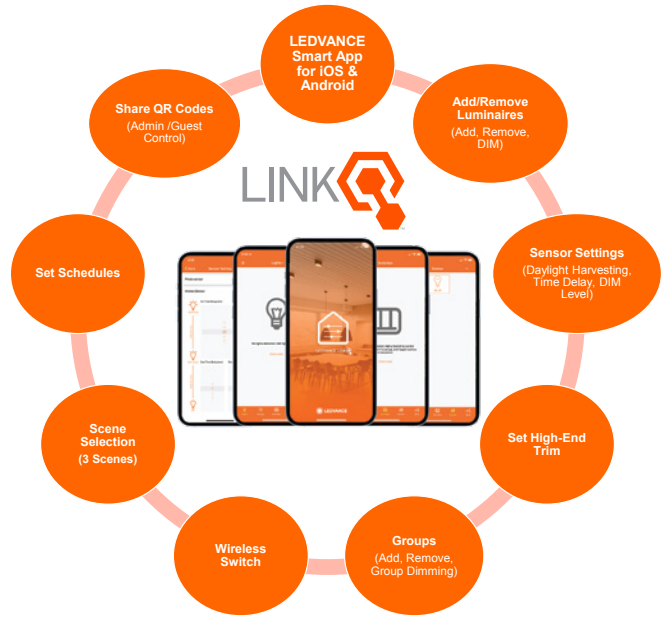 LEDVANCE
Smart App
for iOS &
Android
Add/Remove
Luminaires
(Add, Remove,
DIM)
Sensor Settings
(Daylight Harvesting,
Time Delay, DIM
Level)
Set High-End
Trim
Groups
(Add, Remove,
Group Dimming)
Wireless
Switch
Scene
Selection
(3 Scenes)
Set Schedules
Share QR Codes
(Admin /Guest
Control)
LINK
LEDVANCE